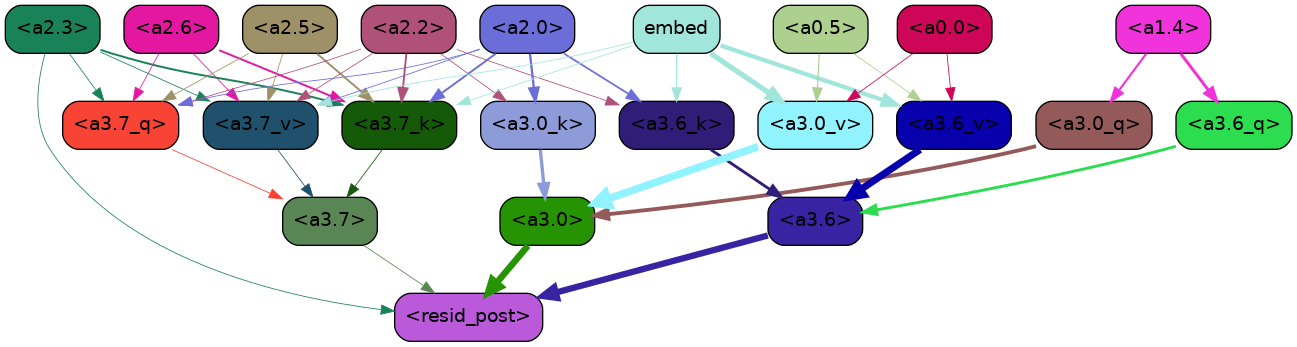 <a2.3> <a2.6> <a2.5> <a2.2> <a2.0> embed <a0.5> <a0.0> <a1.4>
<a3.7_q> <a3.7_v> <a3.7_k> <a3.0_k> <a3.6_k> <a3.0_v> <a3.6_v> <a3.0_q> <a3.6_q>
<a3.7> <a3.0> <a3.6>
<resid_post>